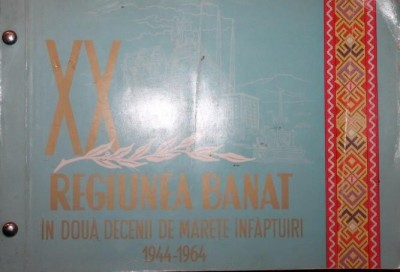 XX
REGIUNEA BANAT
ÎN DOUĂ DECENII DE MĂREȚE ÎNFĂPTUIRI
1944-1964